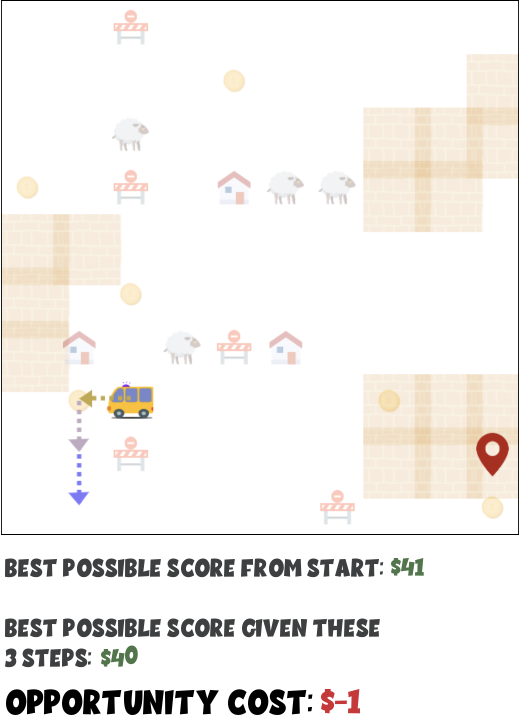 BEST POSSIBLE SCORE FROM START: $41
BEST POSSIBLE SCORE GIVEN THESE
3 STEPS: $40
OPPORTUNITY COST: $-1